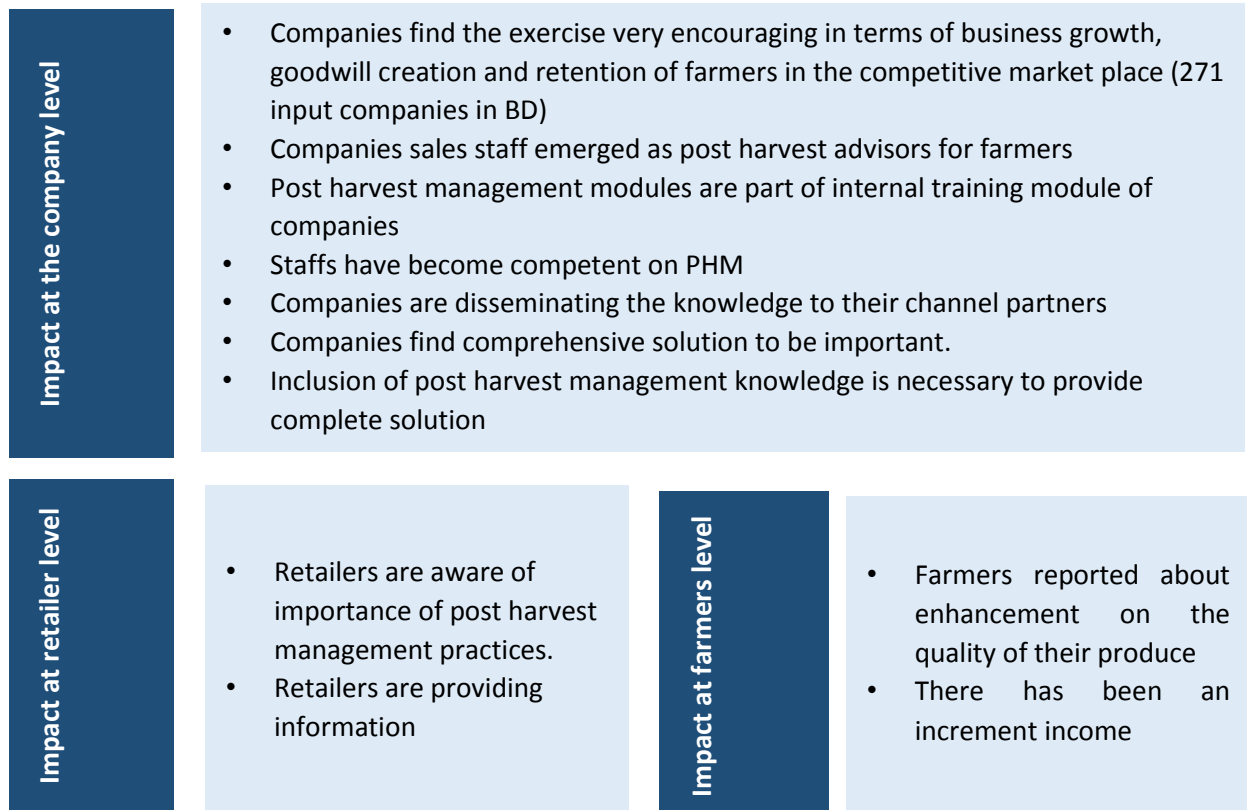 Impact at the company level
• Companies find the exercise very encouraging in terms of business growth,
goodwill creation and retention of farmers in the competitive market place (271
input companies in BD)
• Companies sales staff emerged as post harvest advisors for farmers
• Post harvest management modules are part of internal training module of
companies
• Staffs have become competent on PHM
• Companies are disseminating the knowledge to their channel partners
• Companies find comprehensive solution to be important.
• Inclusion of post harvest management knowledge is necessary to provide
complete solution
Impact at retailer level
• Retailers are aware of
importance of post harvest
management practices.
• Retailers are providing
information
Impact at farmers level
• Farmers reported about
enhancement on the
quality of their produce
• There has been an
increment income